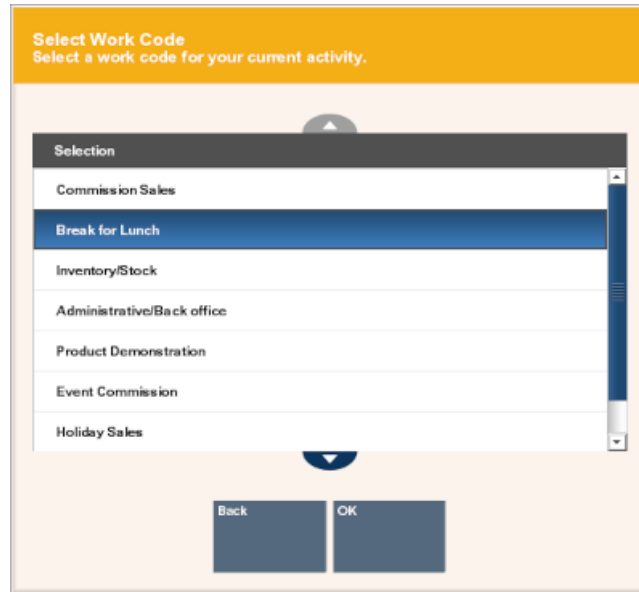 Select Work Code
Select a work code for your current activity.
Selection
Commission Sales
Break for Lunch
Inventory/Stock
Administrative/Back office
Product Demonstration
Event Commission
Holiday Sales
Back
OK